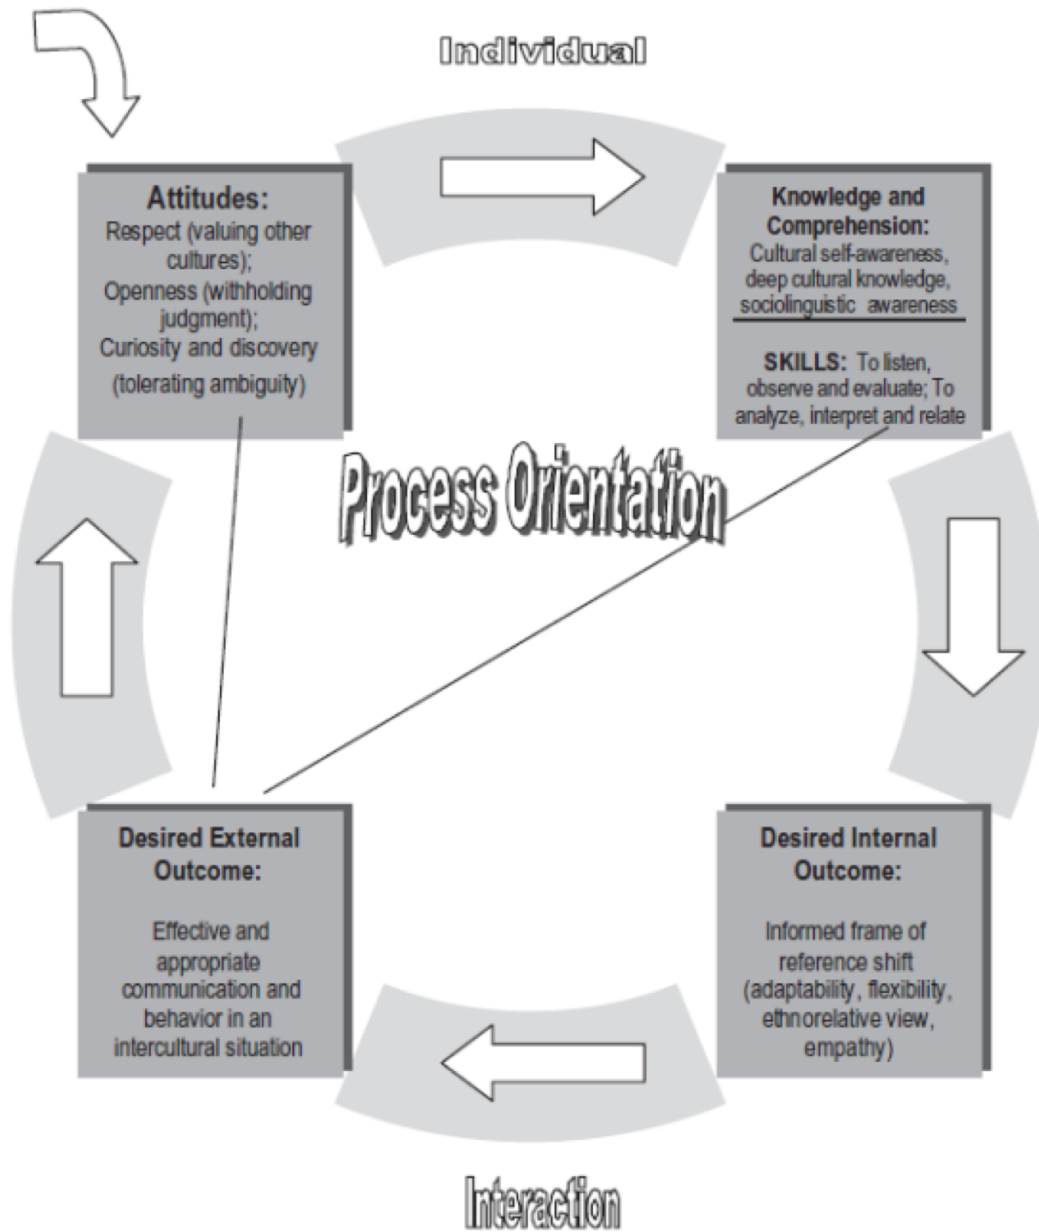 Individual
Attitudes:
Respect (valuing other
cultures);
Openness (withholding
judgment);
Curiosity and discovery
(tolerating ambiguity)
Knowledge and
Comprehension:
Cultural self-awareness,
deep cultural knowledge,
sociolinguistic awareness
SKILLS: To listen,
observe and evaluate; To
analyze, interpret and relate
Process Orientation
Desired External
Outcome:
Effective and
appropriate
communication and
behavior in an
intercultural situation
Desired Internal
Outcome:
Informed frame of
reference shift
(adaptability, flexibility,
ethnorelative view,
empathy)
Interaction